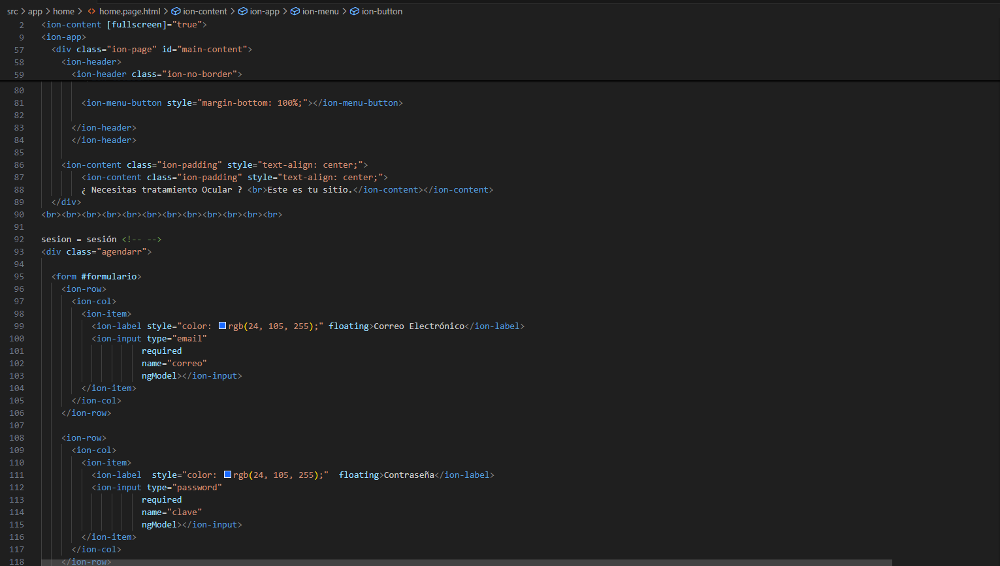 src > app > home > <> home.page.html > ion-content > ion-app > ion-menu > ion-button
2 <ion-content [fullscreen]="true">
9 <ion-app>
57 <div class="ion-page" id="main-content">
58 <ion-header>
59 <ion-header class="ion-no-border">
80
81 <ion-menu-button style="margin-bottom: 100%;"></ion-menu-button>
82
83 </ion-header>
84 </ion-header>
85
86 <ion-content class="ion-padding" style="text-align: center;">
87 <ion-content class="ion-padding" style="text-align: center;">
88 ¿ Necesitas tratamiento Ocular ? <br>Este es tu sitio.</ion-content></ion-content>
89 </div>
90 <br><br><br><br><br><br><br><br><br><br><br><br>
91
92 sesion = sesión <!-- -->
93 <div class="agendarr">
94
95 <form #formulario>
96 <ion-row>
97 <ion-col>
98 <ion-item>
99 <ion-label style="color: rgb(24, 105, 255);" floating>Correo Electrónico</ion-label>
100 <ion-input type="email"
101 required
102 name="correo"
103 ngModel></ion-input>
104 </ion-item>
105 </ion-col>
106 </ion-row>
107
108 <ion-row>
109 <ion-col>
110 <ion-item>
111 <ion-label  style="color: rgb(24, 105, 255);"  floating>Contraseña</ion-label>
112 <ion-input type="password"
113 required
114 name="clave"
115 ngModel></ion-input>
116 </ion-item>
117 </ion-col>
118 </ion-row>